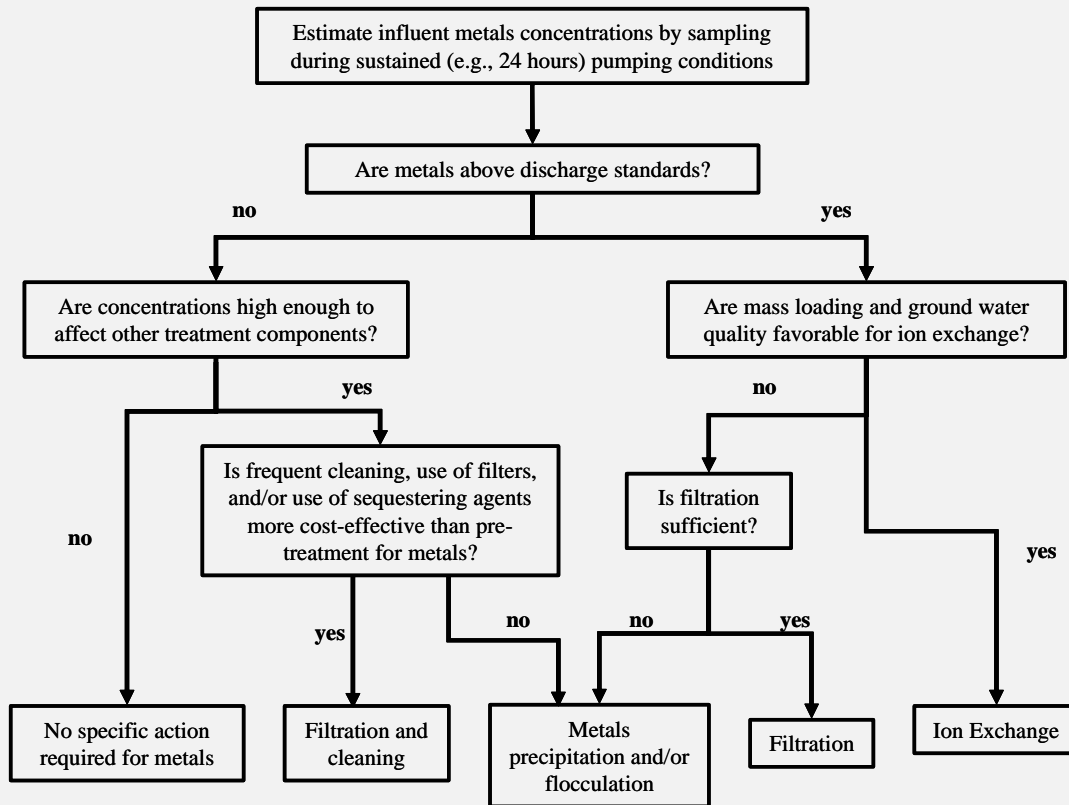 Estimate influent metals concentrations by sampling
during sustained (e.g., 24 hours) pumping conditions
Are metals above discharge standards?
no
yes
Are concentrations high enough to
affect other treatment components?
Are mass loading and ground water
quality favorable for ion exchange?
yes
no
Is frequent cleaning, use of filters,
and/or use of sequestering agents
more cost-effective than pre-
treatment for metals?
Is filtration
sufficient?
no
yes
yes
no
no
yes
No specific action
required for metals
Filtration and
cleaning
Metals
precipitation and/or
flocculation
Filtration
Ion Exchange